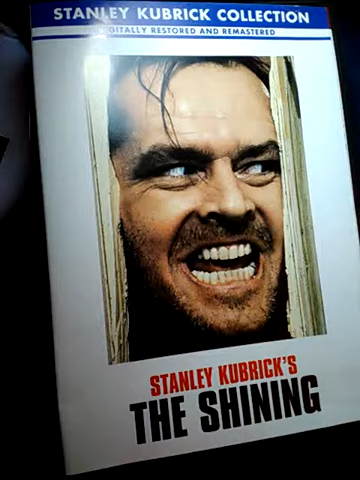 STANLEY KUBRICK COLLECTION
DIGITALLY RESTORED AND REMASTERED
STANLEY KUBRICK'S
THE SHINING